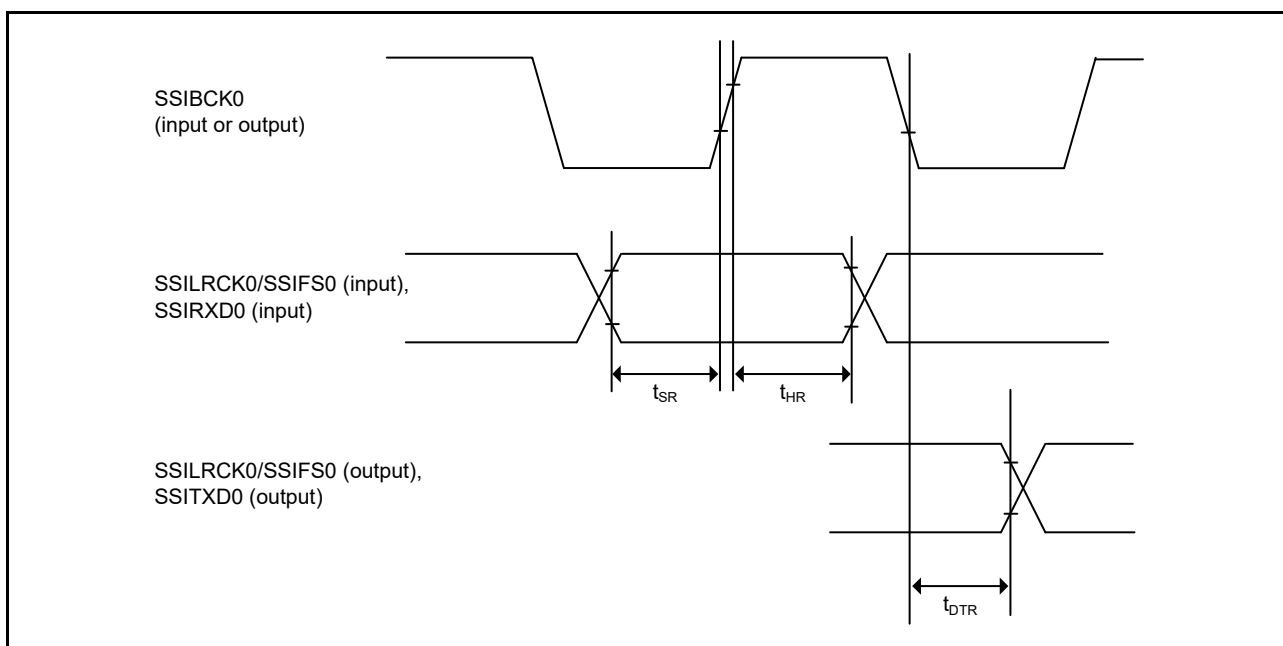 SSIBCK0
(input or output)
SSILRCK0/SSIFS0 (input),
SSIRXD0 (input)
tSR
tHR
SSILRCK0/SSIFS0 (output),
SSITXD0 (output)
tDTR